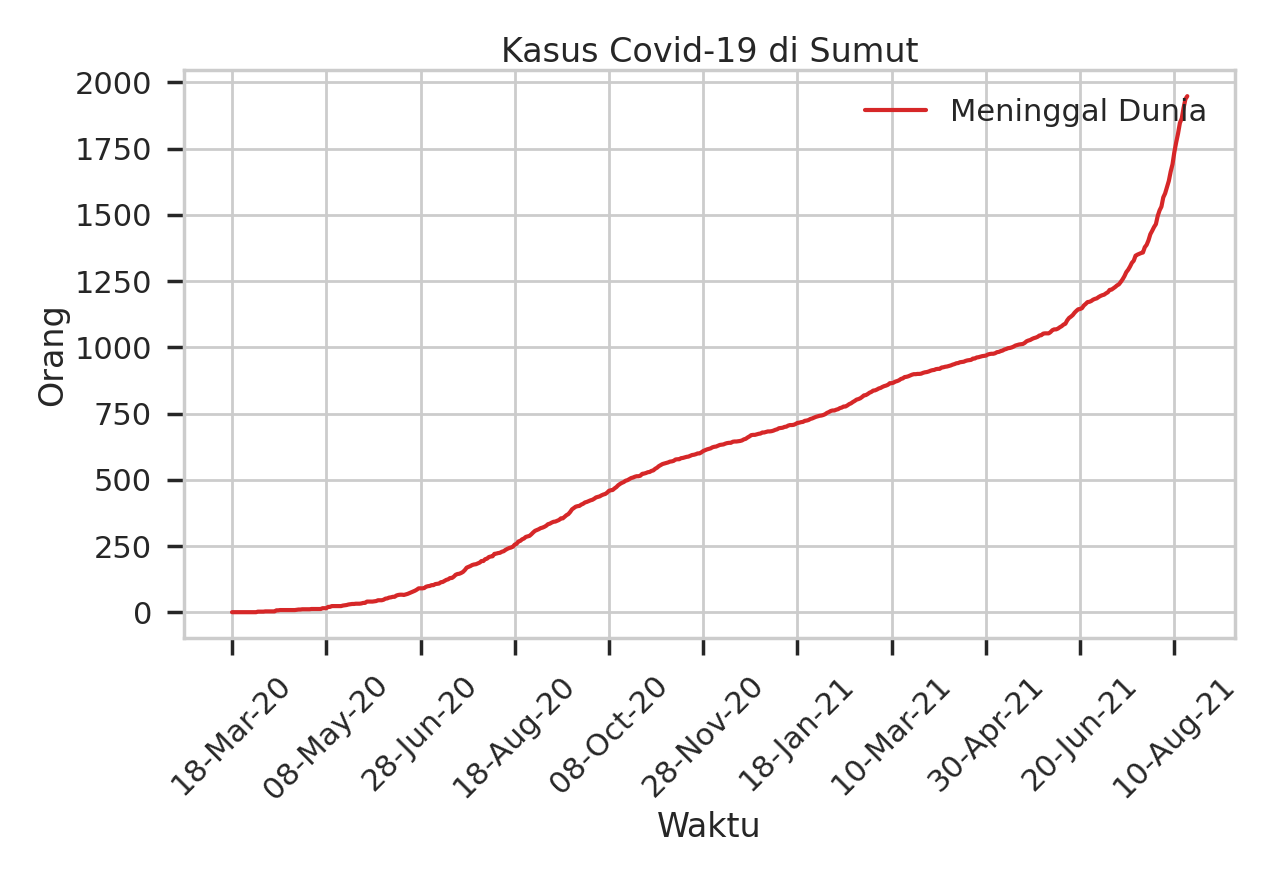 Kasus Covid-19 di Sumut
Meninggal Dunia
2000
1750
1500
1250
1000
750
500
250
0
Orang
18-Mar-20
08-May-20
28-Jun-20
18-Aug-20
08-Oct-20
28-Nov-20
18-Jan-21
10-Mar-21
30-Apr-21
20-Jun-21
10-Aug-21
Waktu